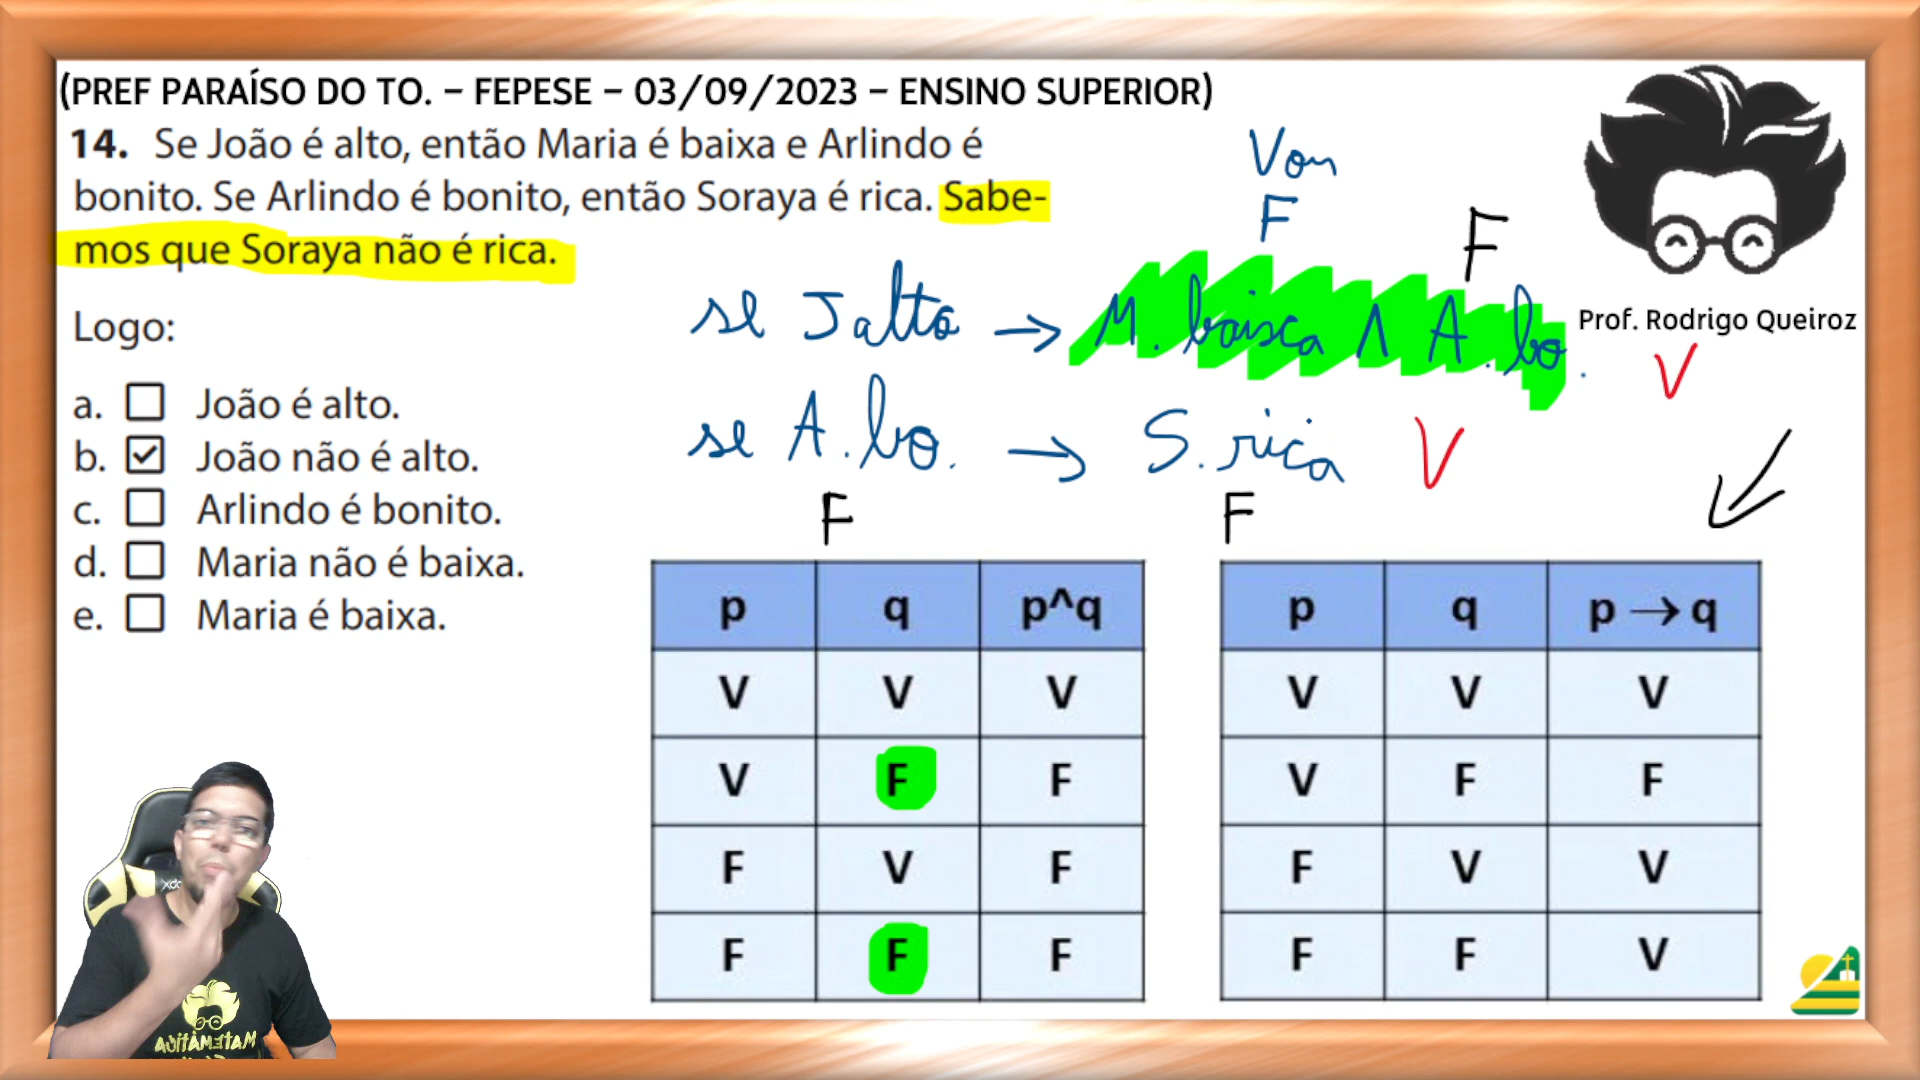 (PREF PARAÍSO DO TO. – FEPESE – 03/09/2023 – ENSINO SUPERIOR)
14. Se João é alto, então Maria é baixa e Arlindo é
bonito. Se Arlindo é bonito, então Soraya é rica. Sabe-
mos que Soraya não é rica.
Logo:
a. João é alto.
b. João não é alto.
c. Arlindo é bonito.
d. Maria não é baixa.
e. Maria é baixa.
V ou
F
F
se J alto → M. baixa Λ A. bo. V
se A. bo. → S. rica V
F F
Prof. Rodrigo Queiroz
p q p^q
V V V
V F F
F V F
F F F
p q p → q
V V V
V F F
F V V
F F V
MATEMÁTICA